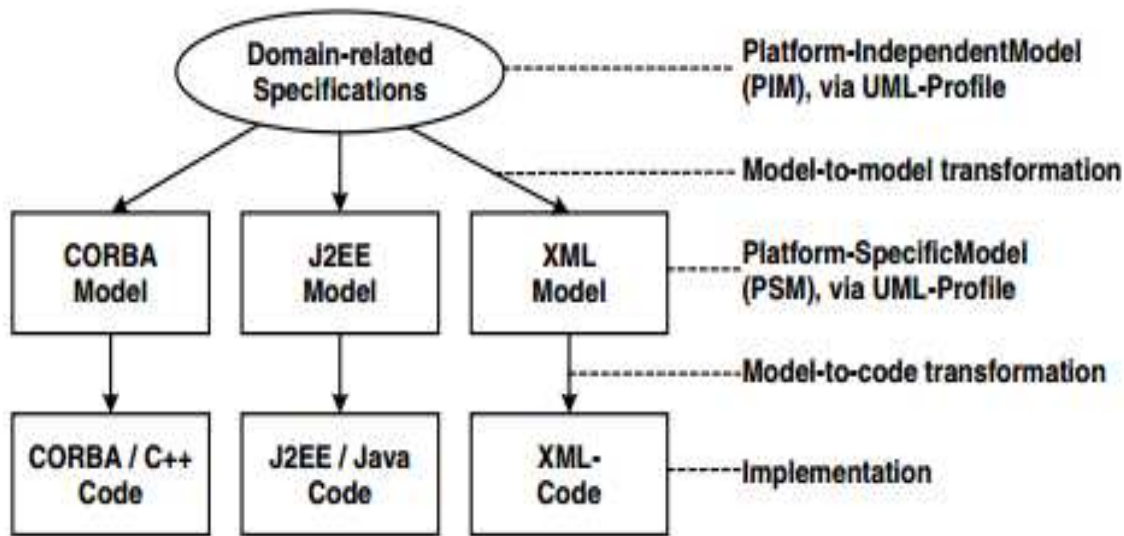 Domain-related
Specifications
Platform-IndependentModel
(PIM), via UML-Profile
Model-to-model transformation
CORBA
Model
J2EE
Model
XML
Model
Platform-SpecificModel
(PSM), via UML-Profile
Model-to-code transformation
CORBA / C++
Code
J2EE / Java
Code
XML-
Code
Implementation